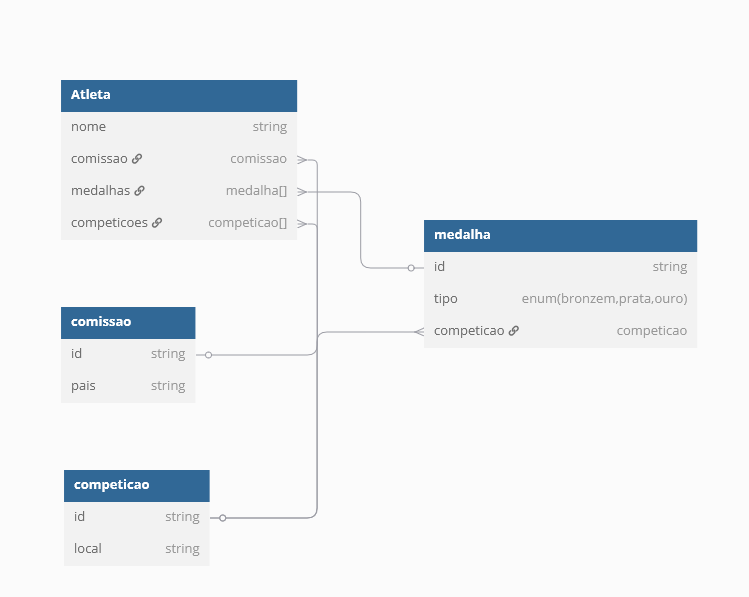 Atleta
nome string
comissao comissao
medalhas medalha[]
competicoes competicao[]
medalha
id string
tipo enum(bronzem,prata,ouro)
competicao competicao
comissao
id string
pais string
competicao
id string
local string